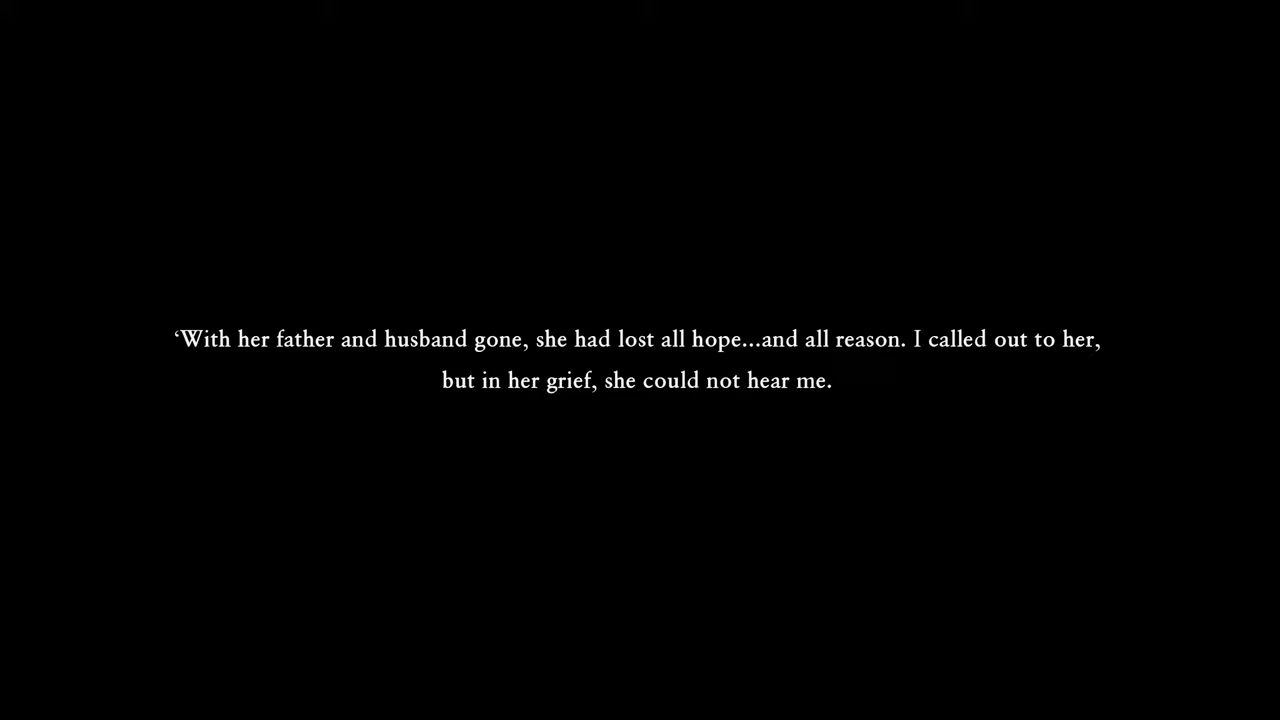 ‘With her father and husband gone, she had lost all hope...and all reason. I called out to her,
but in her grief, she could not hear me.